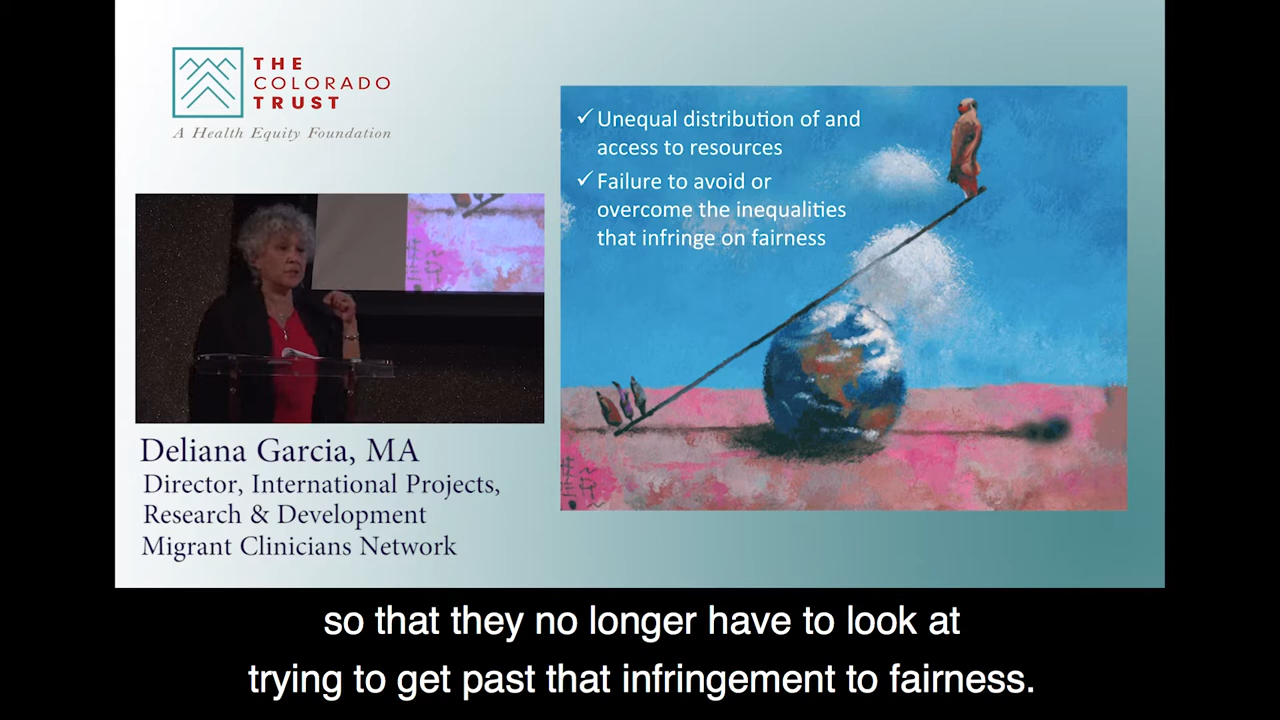 THE
COLORADO
TRUST
A Health Equity Foundation
✓ Unequal distribution of and
access to resources
✓ Failure to avoid or
overcome the inequalities
that infringe on fairness
Deliana Garcia, MA
Director, International Projects,
Research & Development
Migrant Clinicians Network
so that they no longer have to look at
trying to get past that infringement to fairness.